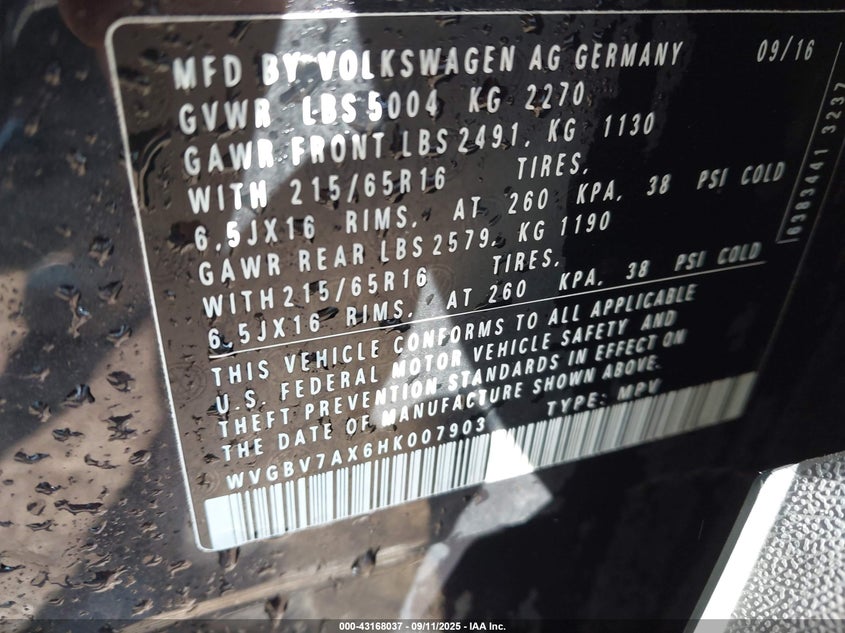 MFD BY VOLKSWAGEN AG GERMANY 09/16
GVWR LBS 5004 KG 2270
GAWR FRONT LBS 2491, KG 1130
WITH 215/65R16 TIRES,
6.5JX16 RIMS, AT 260 KPA, 38 PSI COLD
GAWR REAR LBS 2579, KG 1190
WITH 215/65R16 TIRES,
6.5JX16 RIMS, AT 260 KPA, 38 PSI COLD
THIS VEHICLE CONFORMS TO ALL APPLICABLE
U.S. FEDERAL MOTOR VEHICLE SAFETY AND
THEFT PREVENTION STANDARDS IN EFFECT ON
THE DATE OF MANUFACTURE SHOWN ABOVE.
WVGBV7AX6HK007903 TYPE: MPV
6383441 3237
000-43168037 - 09/11/2025 - IAA Inc.